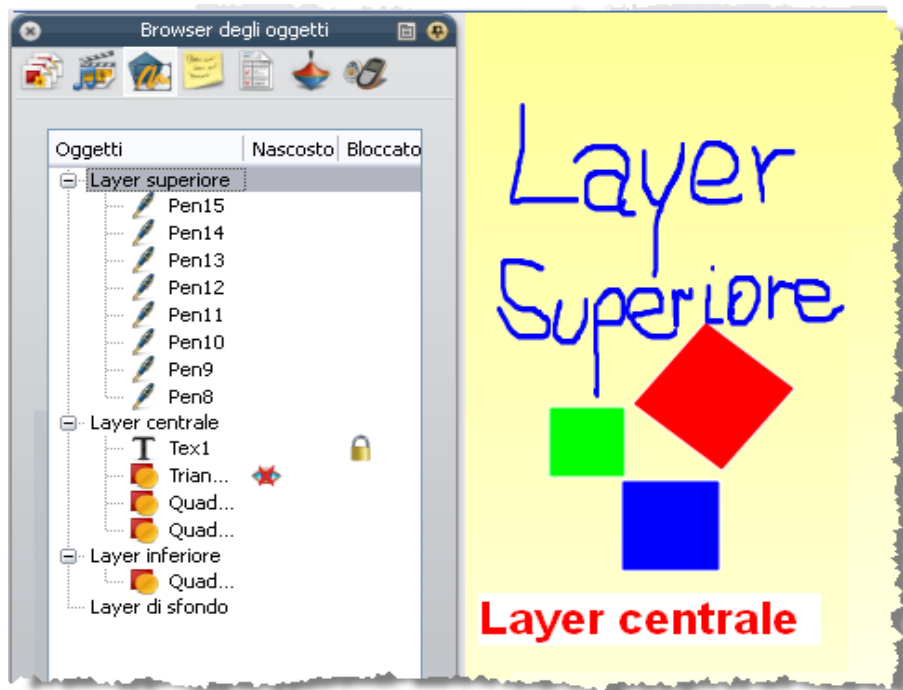 Browser degli oggetti
Oggetti Nascosto Bloccato
Layer superiore
Pen15
Pen14
Pen13
Pen12
Pen11
Pen10
Pen9
Pen8
Layer centrale
T Tex1
Trian...
Quad...
Quad...
Layer inferiore
Quad...
Layer di sfondo
Layer
Superiore
Layer centrale